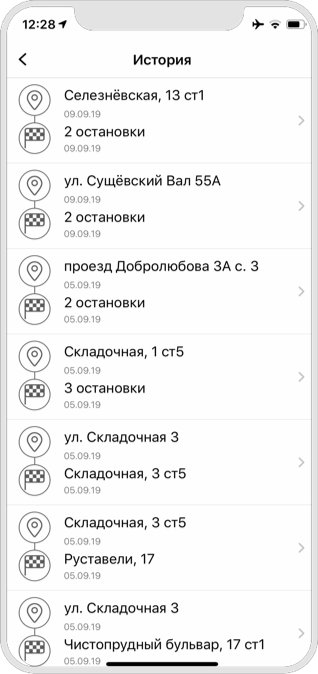 12:28
История
Селезнёвская, 13 ст1
09.09.19
2 остановки
09.09.19
ул. Сущёвский Вал 55А
09.09.19
2 остановки
09.09.19
проезд Добролюбова 3А с. 3
05.09.19
2 остановки
05.09.19
Складочная, 1 ст5
05.09.19
3 остановки
05.09.19
ул. Складочная 3
05.09.19
Складочная, 3 ст5
05.09.19
Складочная, 3 ст5
05.09.19
Руставели, 17
05.09.19
ул. Складочная 3
05.09.19
Чистопрудный бульвар, 17 ст1
05.09.19